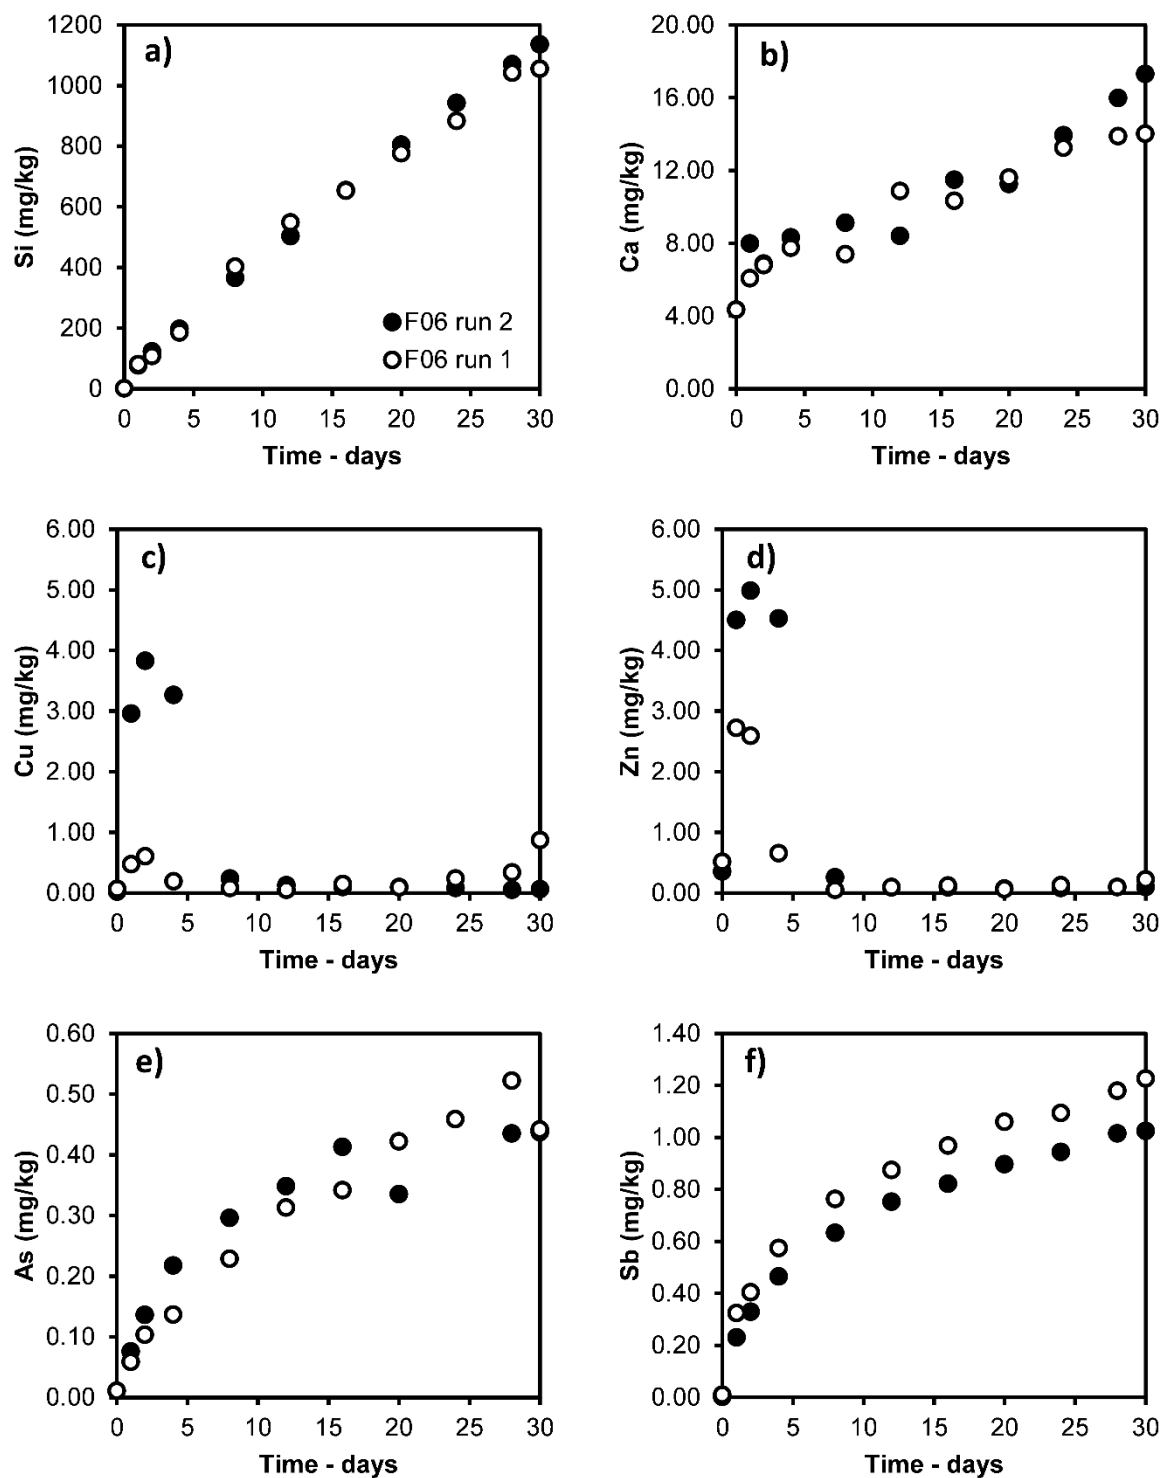 a)
1200
1000
800
600
400
200
0
Si (mg/kg)
F06 run 2
F06 run 1
0 5 10 15 20 25 30
Time - days
b)
20.00
16.00
12.00
8.00
4.00
0.00
Ca (mg/kg)
0 5 10 15 20 25 30
Time - days
c)
6.00
5.00
4.00
3.00
2.00
1.00
0.00
Cu (mg/kg)
0 5 10 15 20 25 30
Time - days
d)
6.00
5.00
4.00
3.00
2.00
1.00
0.00
Zn (mg/kg)
0 5 10 15 20 25 30
Time - days
e)
0.60
0.50
0.40
0.30
0.20
0.10
0.00
As (mg/kg)
0 5 10 15 20 25 30
Time - days
f)
1.40
1.20
1.00
0.80
0.60
0.40
0.20
0.00
Sb (mg/kg)
0 5 10 15 20 25 30
Time - days